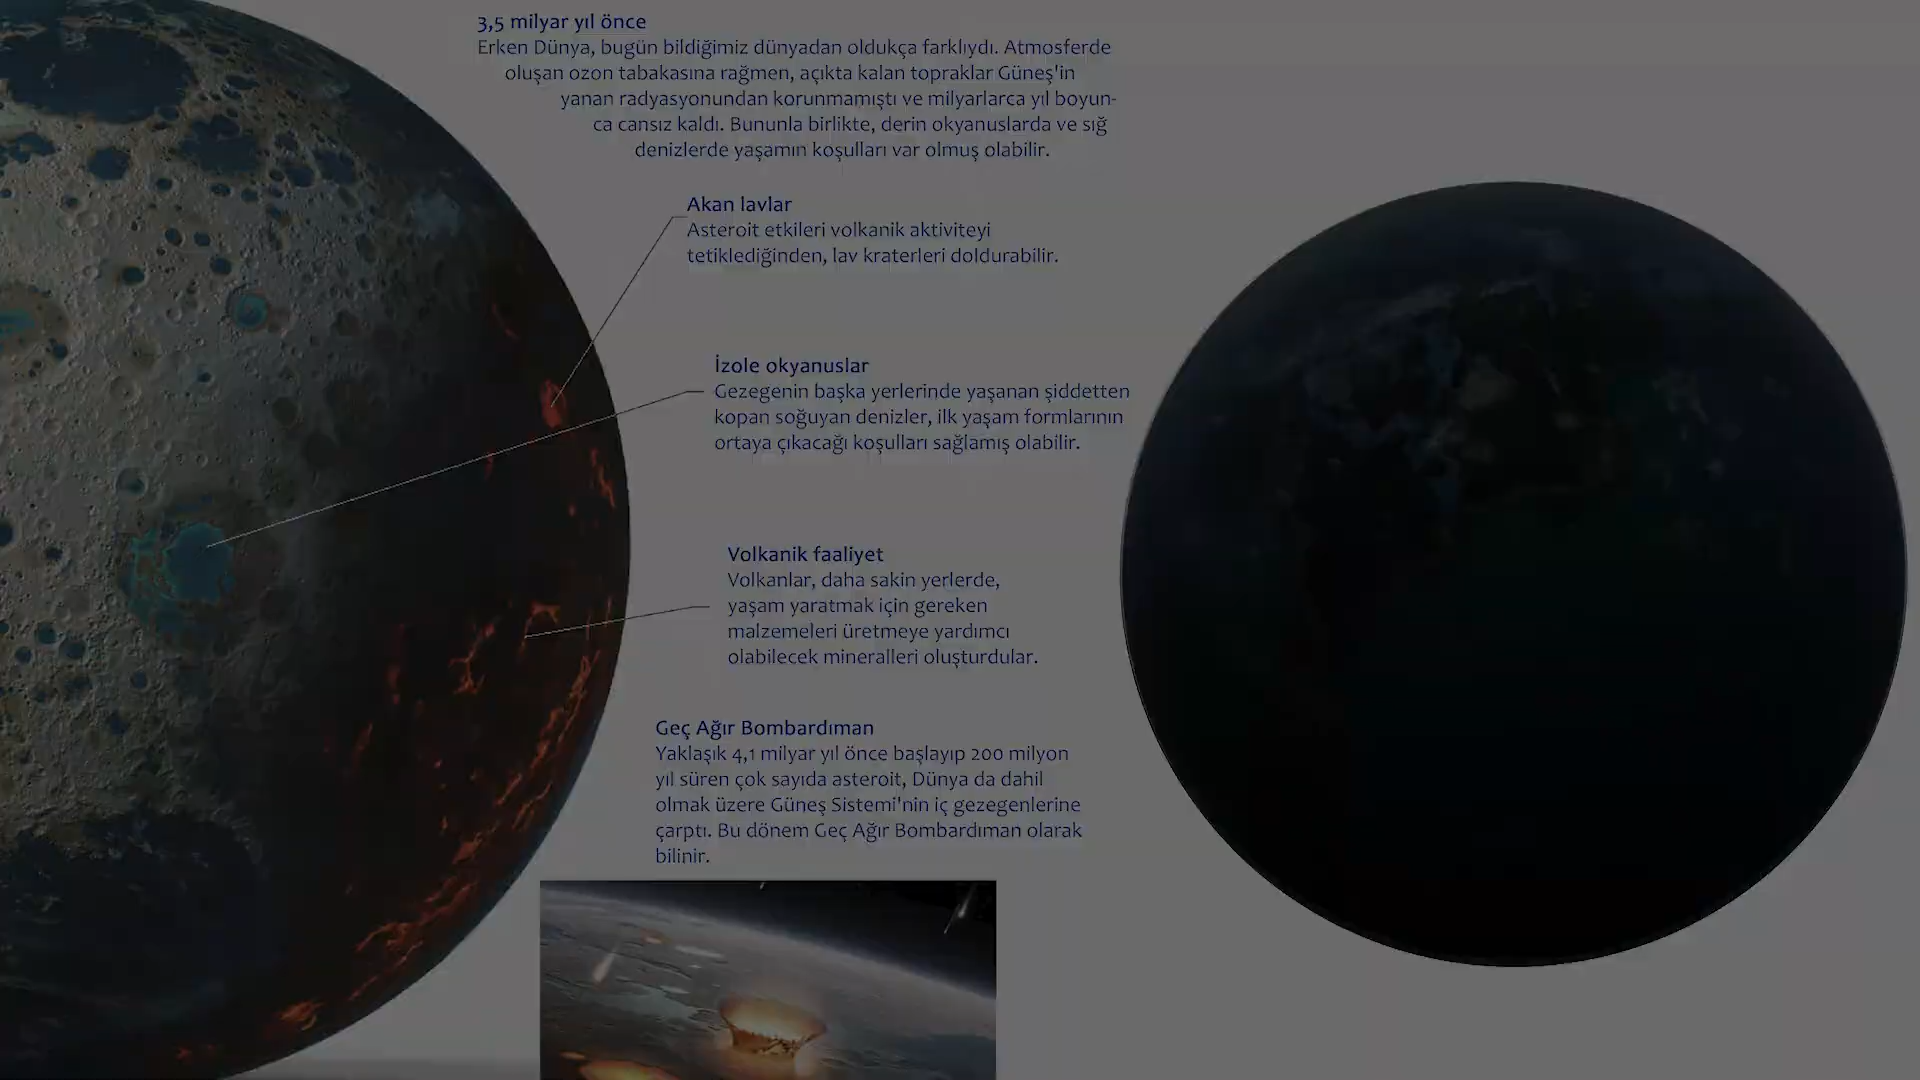 3,5 milyar yıl önce
Erken Dünya, bugün bildiğimiz dünyadan oldukça farklıydı. Atmosferde
oluşan ozon tabakasına rağmen, açıkta kalan topraklar Güneş'in
yanan radyasyonundan korunmamıştı ve milyarlarca yıl boyun-
ca cansız kaldı. Bununla birlikte, derin okyanuslarda ve sığ
denizlerde yaşamın koşulları var olmuş olabilir.
Akan lavlar
Asteroit etkileri volkanik aktiviteyi
tetiklediğinden, lav kraterleri doldurabilir.
İzole okyanuslar
Gezegenin başka yerlerinde yaşanan şiddetten
kopan soğuyan denizler, ilk yaşam formlarının
ortaya çıkacağı koşulları sağlamış olabilir.
Volkanik faaliyet
Volkanlar, daha sakin yerlerde,
yaşam yaratmak için gereken
malzemeleri üretmeye yardımcı
olabilecek mineralleri oluşturdular.
Geç Ağır Bombardıman
Yaklaşık 4,1 milyar yıl önce başlayıp 200 milyon
yıl süren çok sayıda asteroit, Dünya da dahil
olmak üzere Güneş Sistemi'nin iç gezegenlerine
çarptı. Bu dönem Geç Ağır Bombardıman olarak
bilinir.